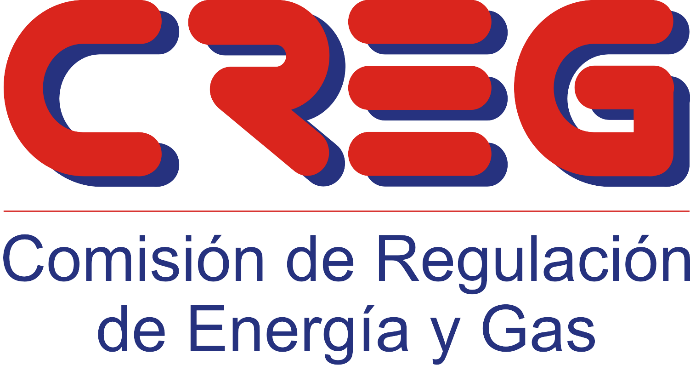 CREG
Comisión de Regulación
de Energía y Gas